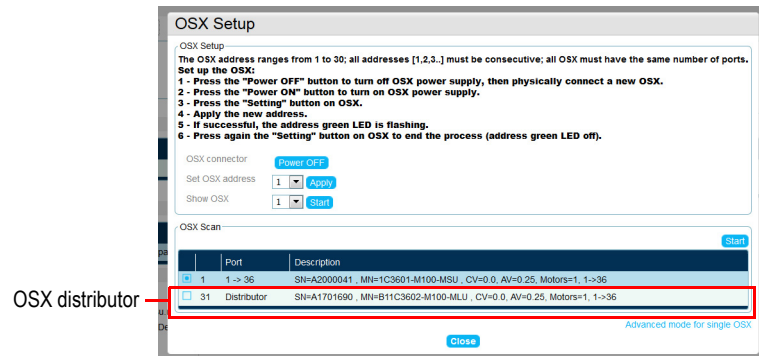 OSX Setup
OSX Setup
The OSX address ranges from 1 to 30; all addresses [1,2,3..] must be consecutive; all OSX must have the same number of ports.
Set up the OSX:
1 - Press the "Power OFF" button to turn off OSX power supply, then physically connect a new OSX.
2 - Press the "Power ON" button to turn on OSX power supply.
3 - Press the "Setting" button on OSX.
4 - Apply the new address.
5 - If successful, the address green LED is flashing.
6 - Press again the "Setting" button on OSX to end the process (address green LED off).
OSX connector Power OFF
Set OSX address 1 Apply
Show OSX 1 Start
OSX Scan
Start
Port Description
1 1 -> 36 SN=A2000041 , MN=1C3601-M100-MSU , CV=0.0, AV=0.25, Motors=1, 1->36
OSX distributor 31 Distributor SN=A1701690 , MN=B11C3602-M100-MLU , CV=0.0, AV=0.25, Motors=1, 1->36
Advanced mode for single OSX
Close